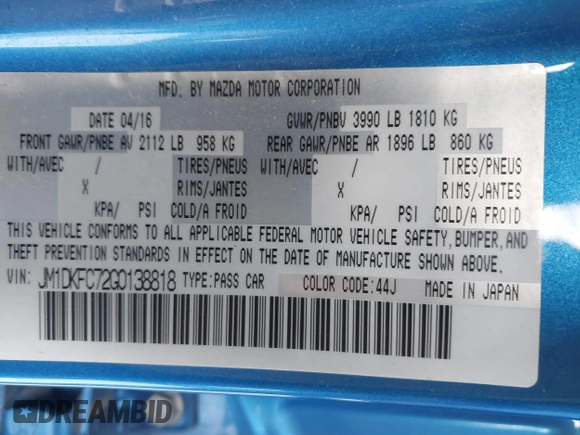 MFD. BY MAZDA MOTOR CORPORATION
DATE 04/16 GVWR/PNBV 3990 LB 1810 KG
FRONT GAWR/PNBE AV 2112 LB 958 KG REAR GAWR/PNBE AR 1896 LB 860 KG
WITH/AVEC / TIRES/PNEUS WITH/AVEC / TIRES/PNEUS
X RIMS/JANTES X RIMS/JANTES
KPA/ PSI COLD/A FROID KPA/ PSI COLD/A FROID
THIS VEHICLE CONFORMS TO ALL APPLICABLE FEDERAL MOTOR VEHICLE SAFETY, BUMPER, AND
THEFT PREVENTION STANDARDS IN EFFECT ON THE DATE OF MANUFACTURE SHOWN ABOVE.
VIN: JM1DKFC72G0138818 TYPE: PASS CAR COLOR CODE: 44J MADE IN JAPAN
DREAMBID